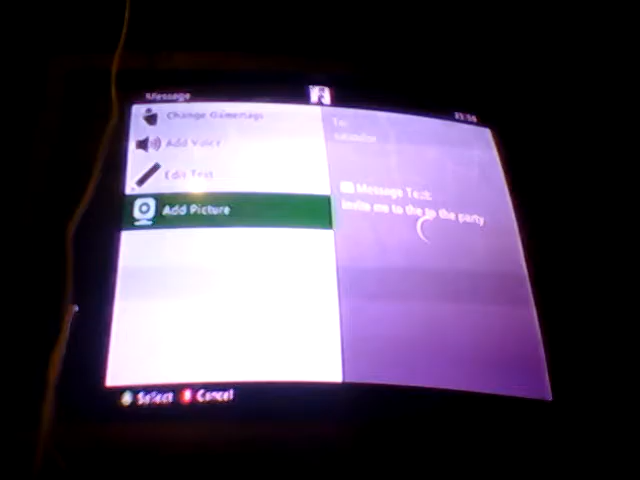 Message
Change Gamertags
Add Voice
Edit Text
Add Picture
To:
Message Text:
Invite me to the to the party
Select
Cancel